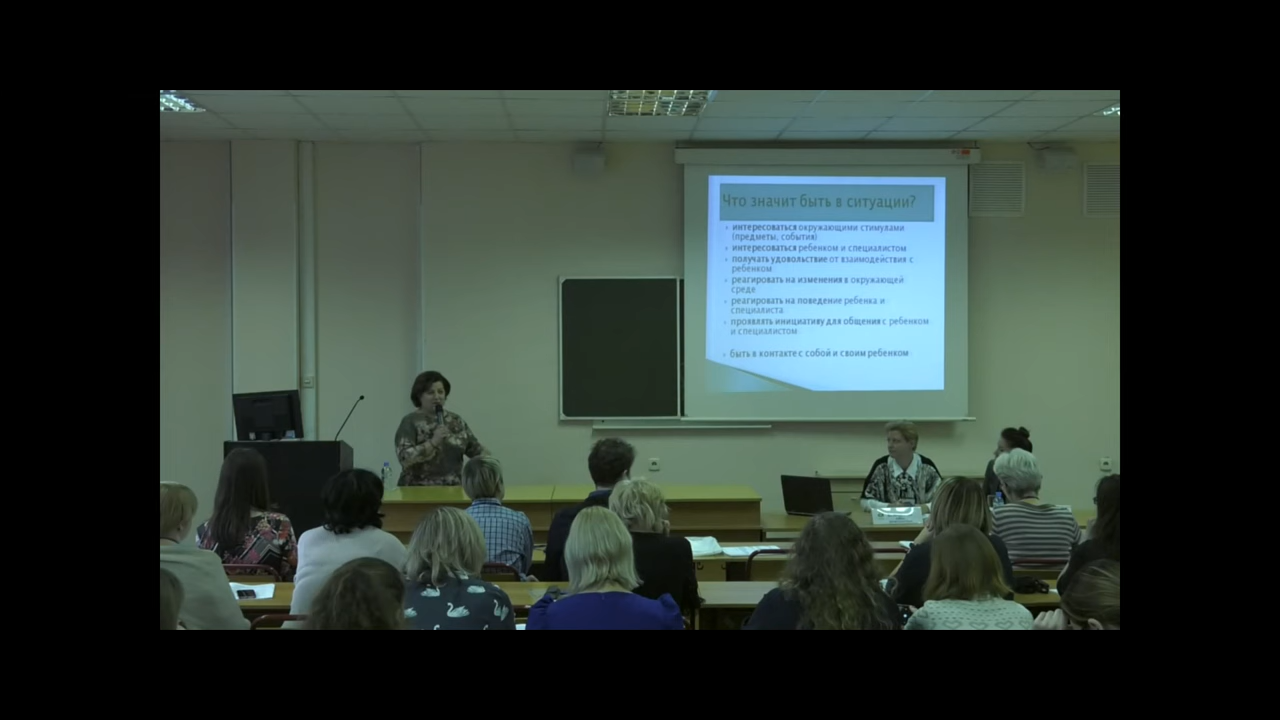 Что значит быть в ситуации?
интересоваться окружающими стимулами
(предметы, события)
интересоваться ребенком и специалистом
получать удовольствие от взаимодействия с
ребенком
реагировать на изменения в окружающей
среде
реагировать на поведение ребенка и
специалиста
проявлять инициативу для общения с ребенком
и специалистом
быть в контакте с собой и своим ребенком